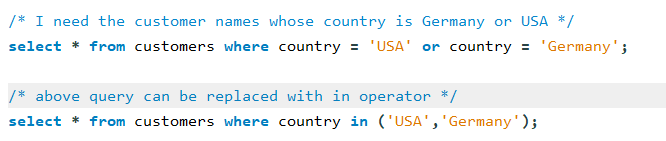 /* I need the customer names whose country is Germany or USA */
select * from customers where country = 'USA' or country = 'Germany';
/* above query can be replaced with in operator */
select * from customers where country in ('USA','Germany');